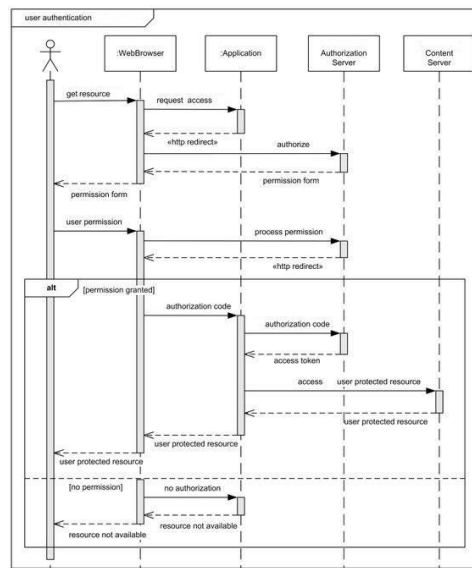 user authentication
:WebBrowser
:Application
Authorization
Server
Content
Server
get resource
request access
«http redirect»
authorize
permission form
permission form
user permission
process permission
«http redirect»
alt
[permission granted]
authorization code
authorization code
access token
access user protected resource
user protected resource
user protected resource
user protected resource
[no permission]
no authorization
resource not available
resource not available